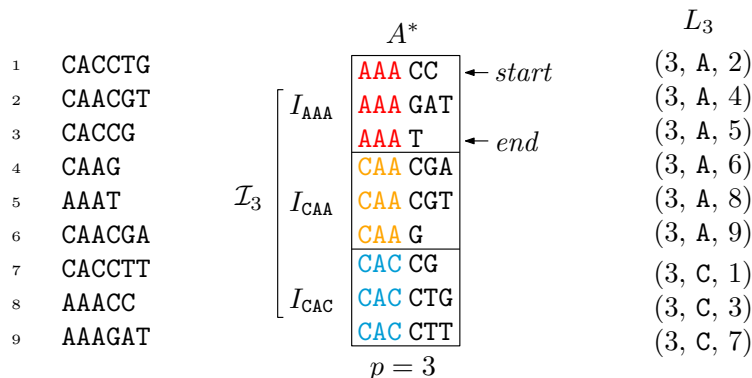 A* L₃
1 CACCTG AAA CC start (3, A, 2)
2 CAACGT I_AAA AAA GAT (3, A, 4)
3 CACCG AAA T end (3, A, 5)
4 CAAG CAA CGA (3, A, 6)
5 AAAT ℐ₃ I_CAA CAA CGT (3, A, 8)
6 CAACGA CAA G (3, A, 9)
7 CACCTT CAC CG (3, C, 1)
8 AAACC I_CAC CAC CTG (3, C, 3)
9 AAAGAT CAC CTT (3, C, 7)
p = 3